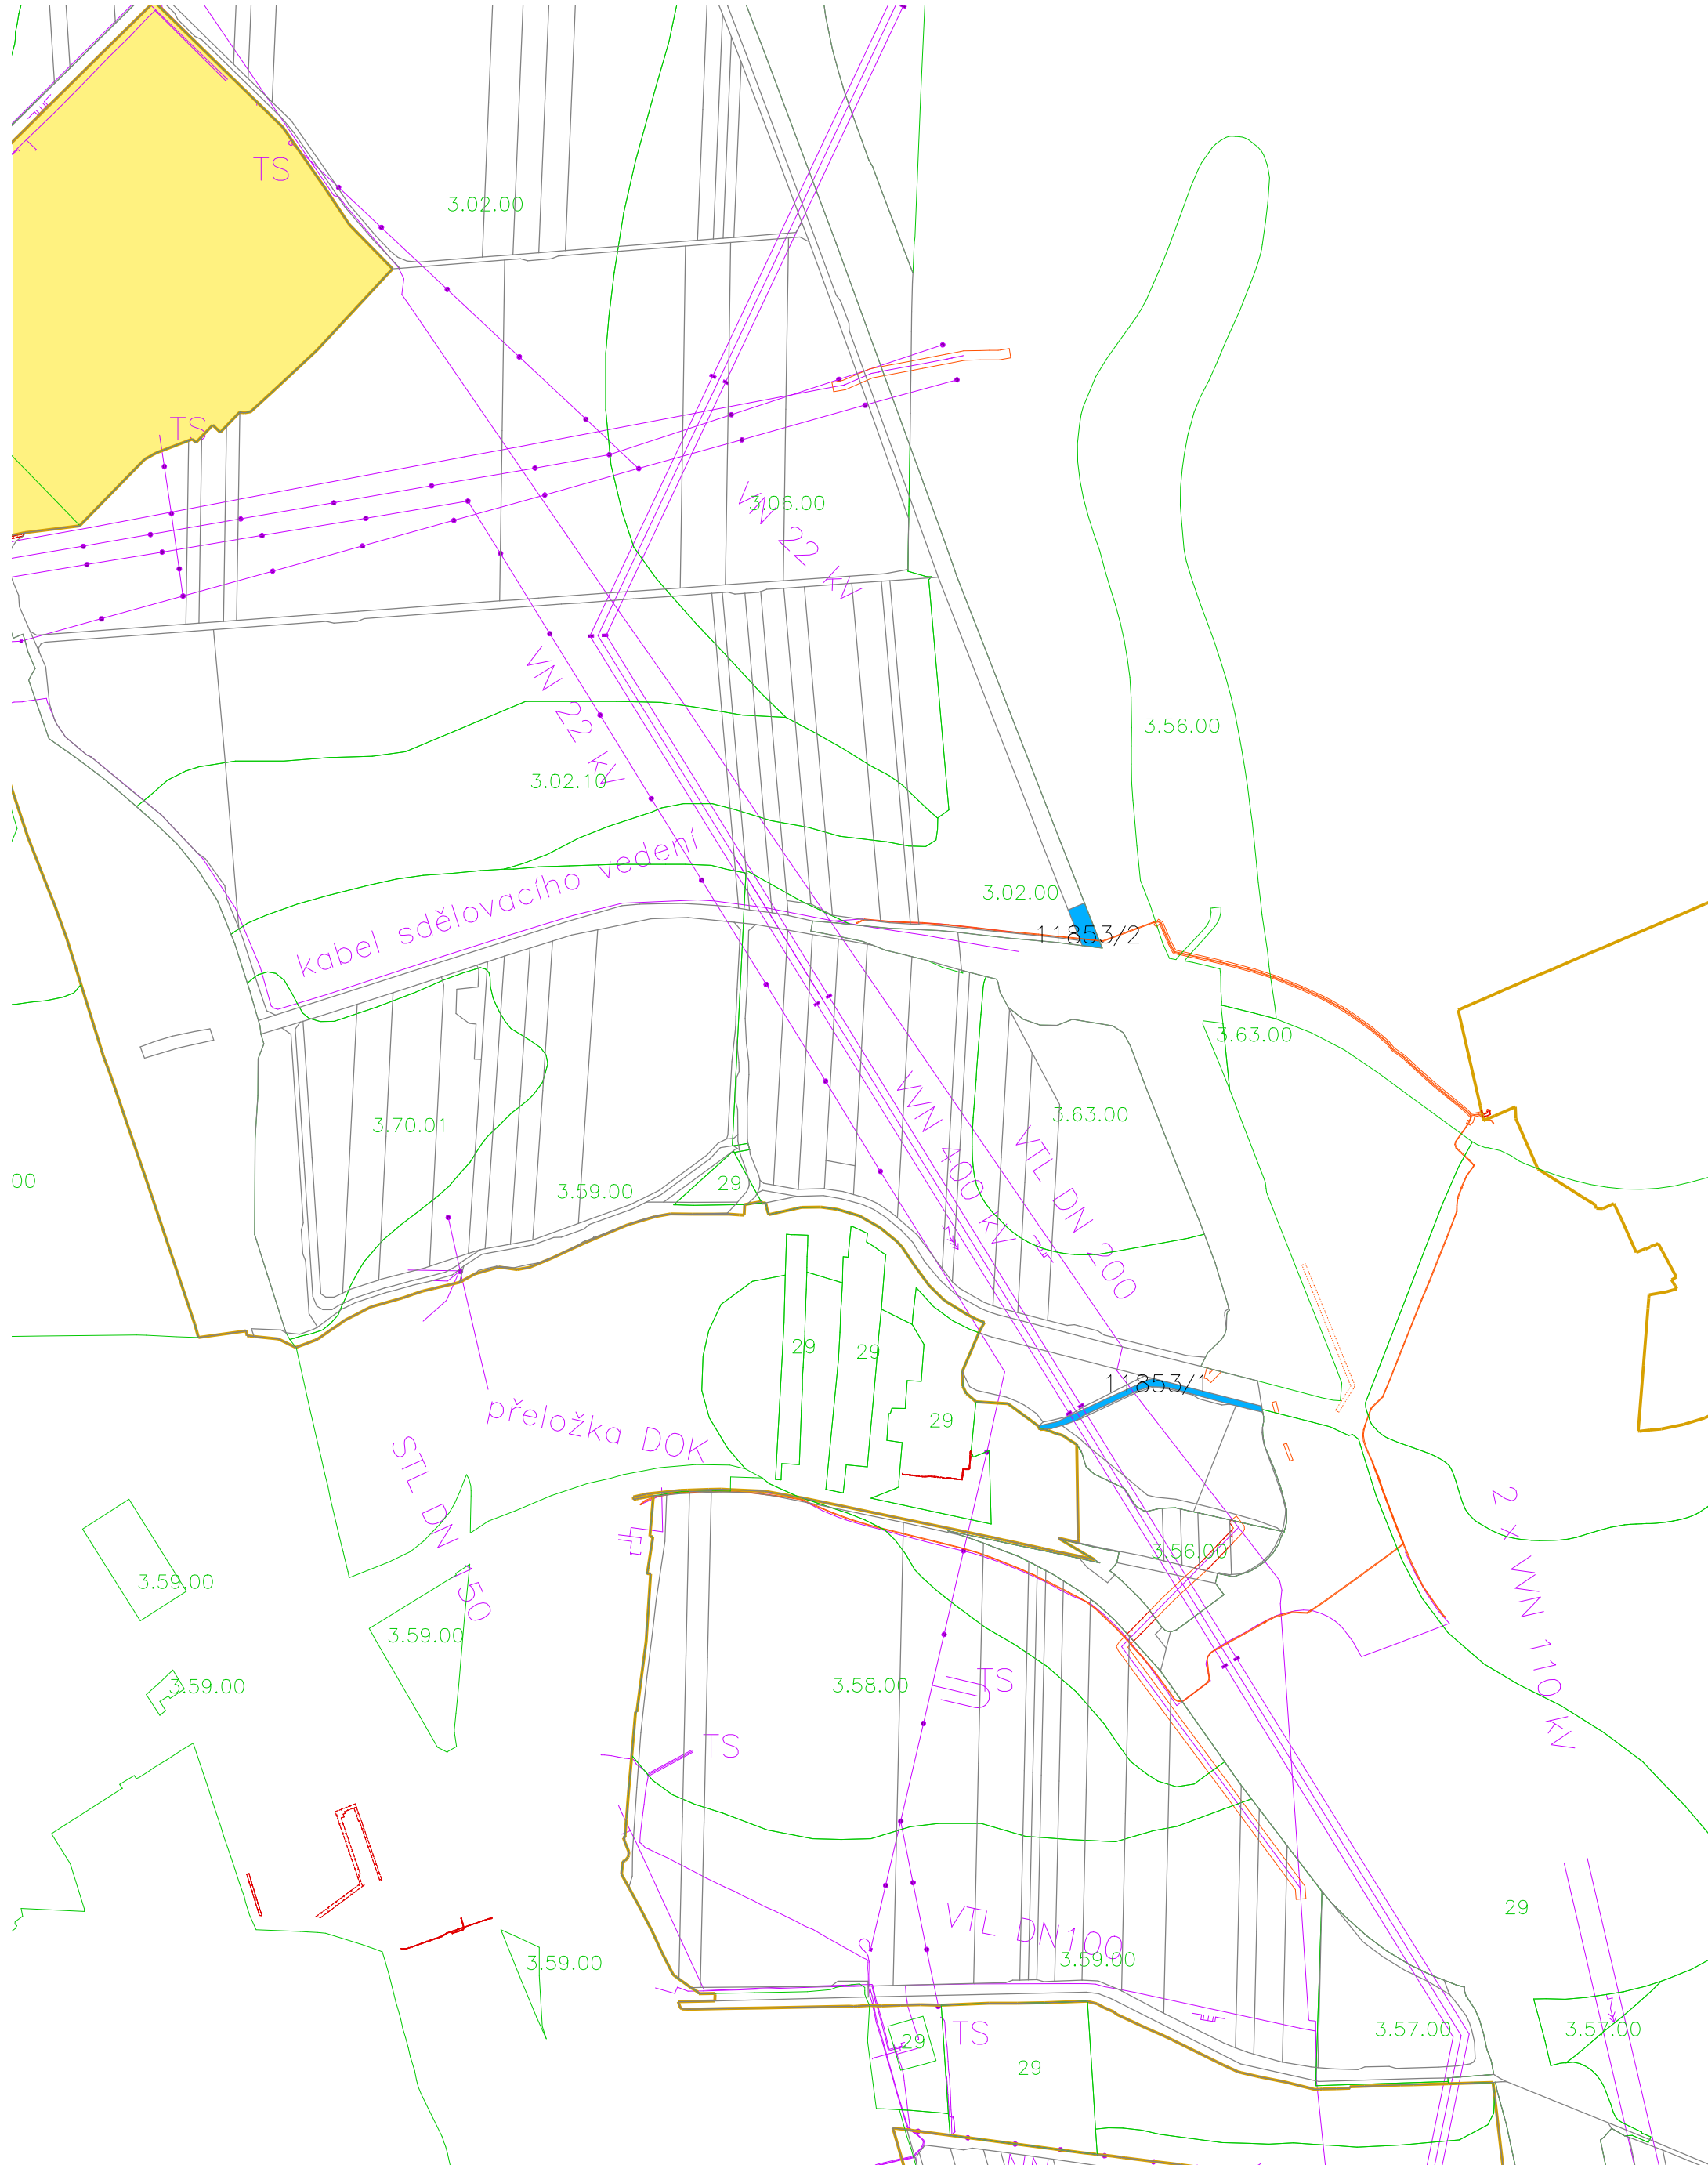 TS
3.02.00
TS
VN 22 kV
3.06.00
VN 22 kV
3.56.00
3.02.10
kabel sdělovacího vedení
3.02.00
11853/2
3.63.00
VVN 400 kV
3.63.00
3.70.01
VTL DN 200
00
29
3.59.00
29
29
11853/1
přeložka DOK
29
STL DN 150
2 x VVN 110 kV
3.56.00
3.59.00
3.59.00
3.58.00
TS
3.59.00
TS
29
VTL DN100
3.59.00
3.59.00
3.57.00
3.57.00
TS
29
29